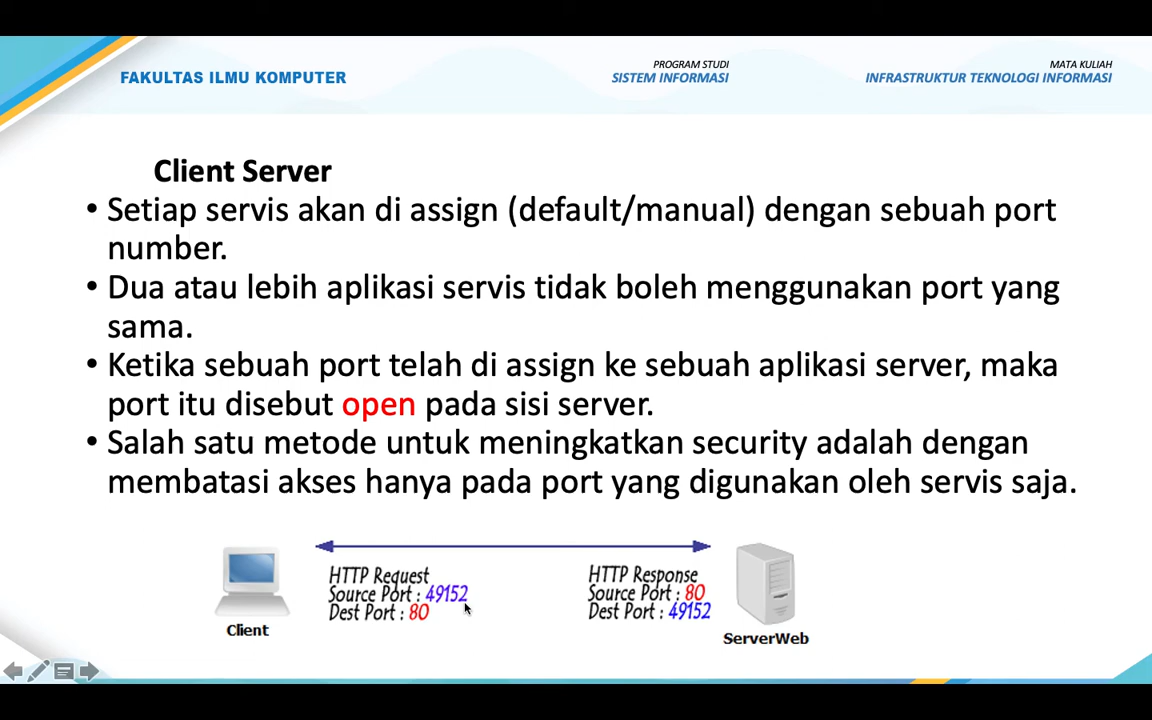 FAKULTAS ILMU KOMPUTER
PROGRAM STUDI
SISTEM INFORMASI
MATA KULIAH
INFRASTRUKTUR TEKNOLOGI INFORMASI
Client Server
• Setiap servis akan di assign (default/manual) dengan sebuah port
number.
• Dua atau lebih aplikasi servis tidak boleh menggunakan port yang
sama.
• Ketika sebuah port telah di assign ke sebuah aplikasi server, maka
port itu disebut open pada sisi server.
• Salah satu metode untuk meningkatkan security adalah dengan
membatasi akses hanya pada port yang digunakan oleh servis saja.
HTTP Request
Source Port : 49152
Dest Port : 80
Client
HTTP Response
Source Port : 80
Dest Port : 49152
ServerWeb